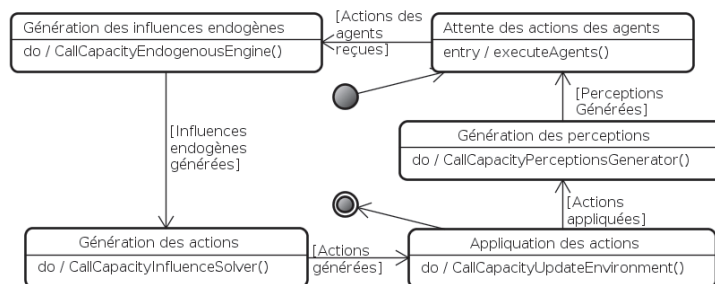 Génération des influences endogènes
do / CallCapacityEndogenousEngine()
[Actions des
agents
reçues]
Attente des actions des agents
entry / executeAgents()
[Perceptions
Générées]
Génération des perceptions
do / CallCapacityPerceptionsGenerator()
[Influences
endogènes
générées]
[Actions
appliquées]
Génération des actions
do / CallCapacityInfluenceSolver()
[Actions
générées]
Appliquation des actions
do / CallCapacityUpdateEnvironment()